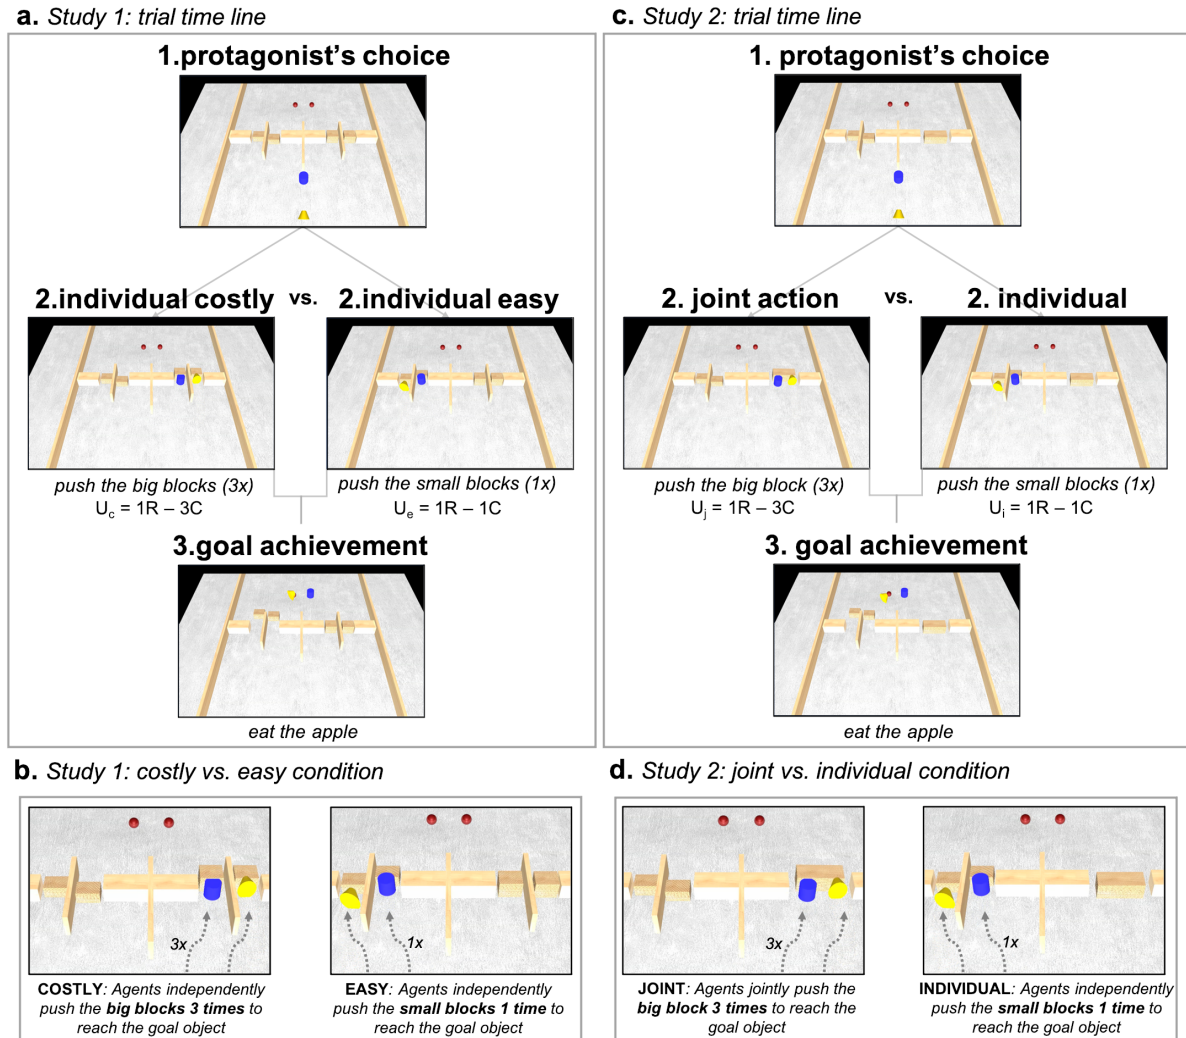 a. Study 1: trial time line
1.protagonist's choice
2.individual costly vs. 2.individual easy
push the big blocks (3x)
U_c = 1R – 3C
push the small blocks (1x)
U_e = 1R – 1C
3.goal achievement
eat the apple
b. Study 1: costly vs. easy condition
3x
COSTLY: Agents independently
push the big blocks 3 times to
reach the goal object
1x
EASY: Agents independently
push the small blocks 1 time to
reach the goal object
c. Study 2: trial time line
1. protagonist's choice
2. joint action vs. 2. individual
push the big block (3x)
U_j = 1R – 3C
push the small blocks (1x)
U_i = 1R – 1C
3. goal achievement
eat the apple
d. Study 2: joint vs. individual condition
3x
JOINT: Agents jointly push the
big block 3 times to reach the
goal object
1x
INDIVIDUAL: Agents independently
push the small blocks 1 time to
reach the goal object